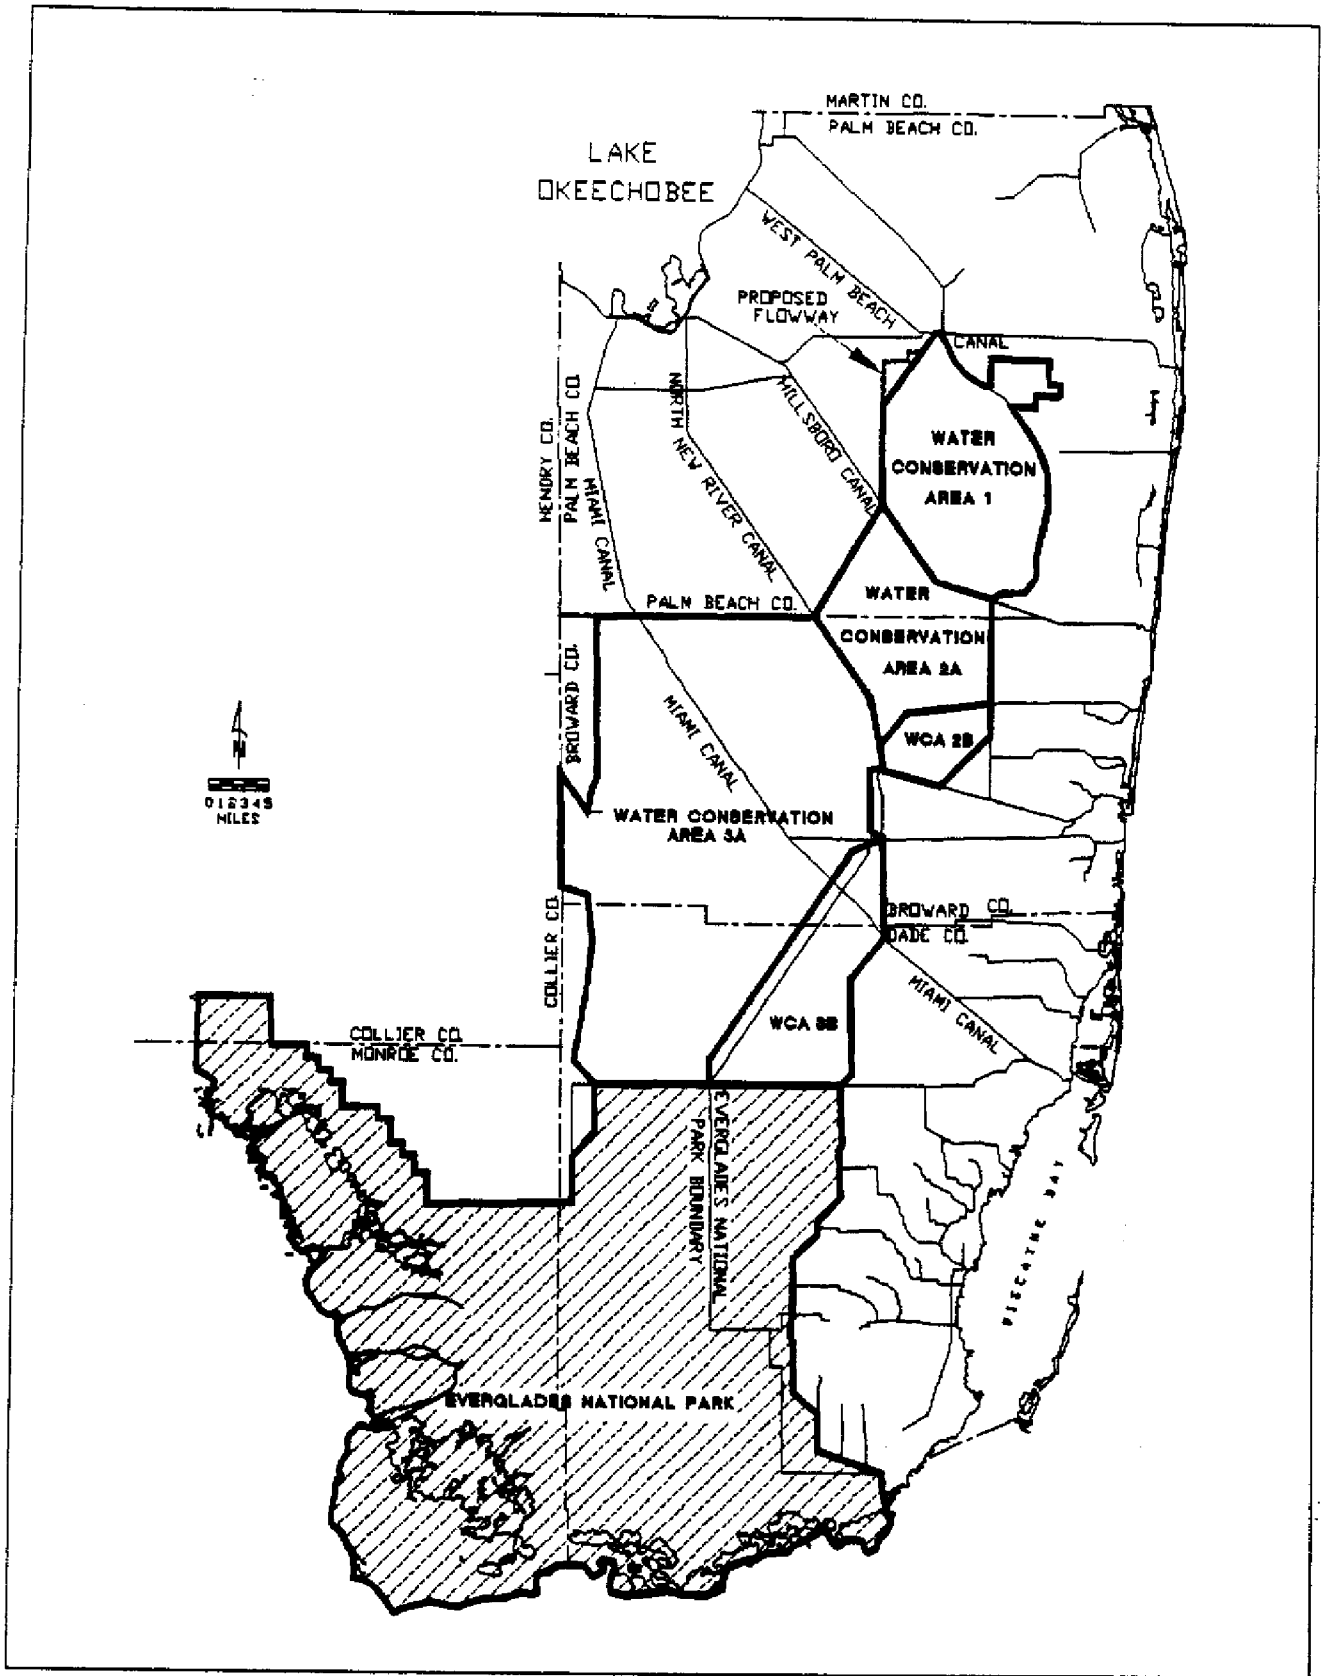 MARTIN CO.
PALM BEACH CO.
LAKE
OKEECHOBEE
WEST PALM BEACH
CANAL
PROPOSED
FLOWWAY
HENDRY CO.
PALM BEACH CO.
MIAMI CANAL
NORTH NEW RIVER CANAL
HILLSBORO CANAL
WATER
CONSERVATION
AREA 1
PALM BEACH CO.
BROWARD CO.
WATER
CONSERVATION
AREA 2A
WCA 2B
MIAMI CANAL
N
0 1 2 3 4 5
MILES
WATER CONSERVATION
AREA 3A
BROWARD CO.
DADE CO.
COLLIER CO.
MIAMI CANAL
WCA 3B
COLLIER CO.
MONROE CO.
EVERGLADES NATIONAL
PARK BOUNDARY
BISCAYNE BAY
EVERGLADES NATIONAL PARK